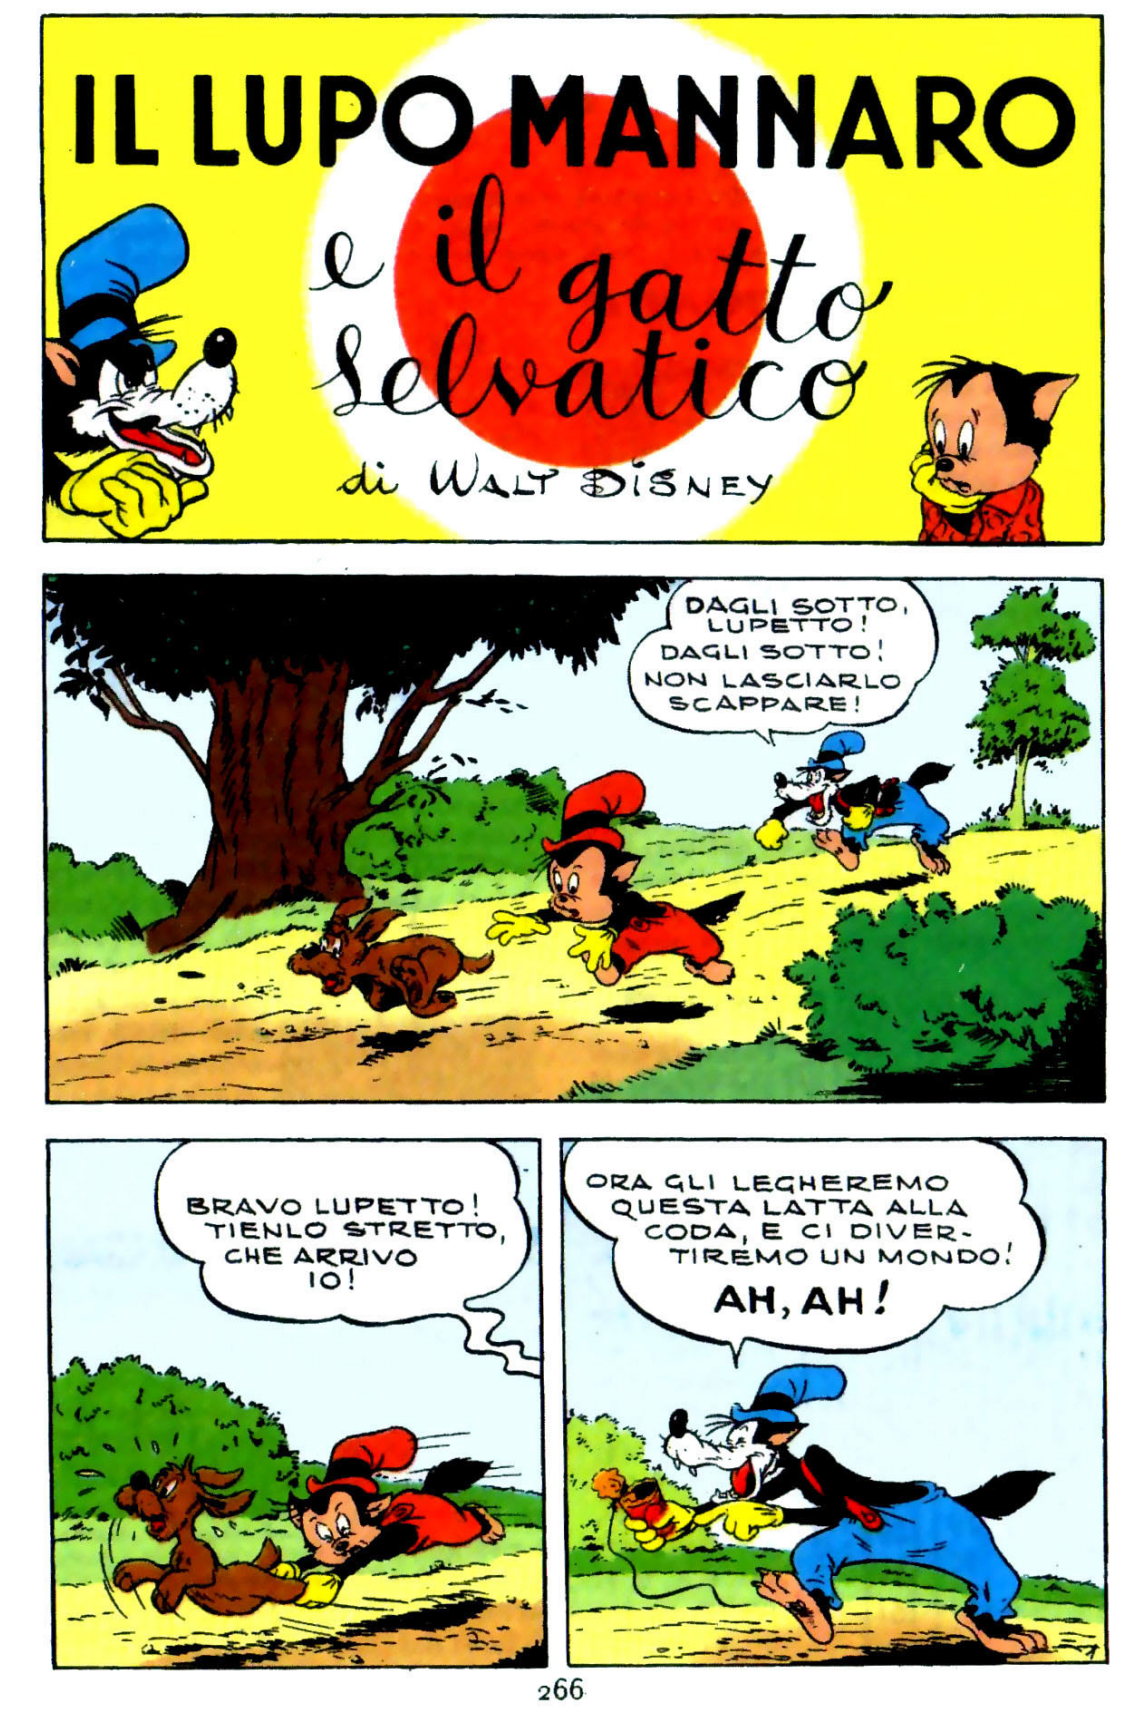 IL LUPO MANNARO
e il gatto
selvatico
di WALT DISNEY
DAGLI SOTTO,
LUPETTO!
DAGLI SOTTO!
NON LASCIARLO
SCAPPARE!
BRAVO LUPETTO!
TIENLO STRETTO,
CHE ARRIVO
IO!
ORA GLI LEGHEREMO
QUESTA LATTA ALLA
CODA, E CI DIVER-
TIREMO UN MONDO!
AH, AH!
1
266